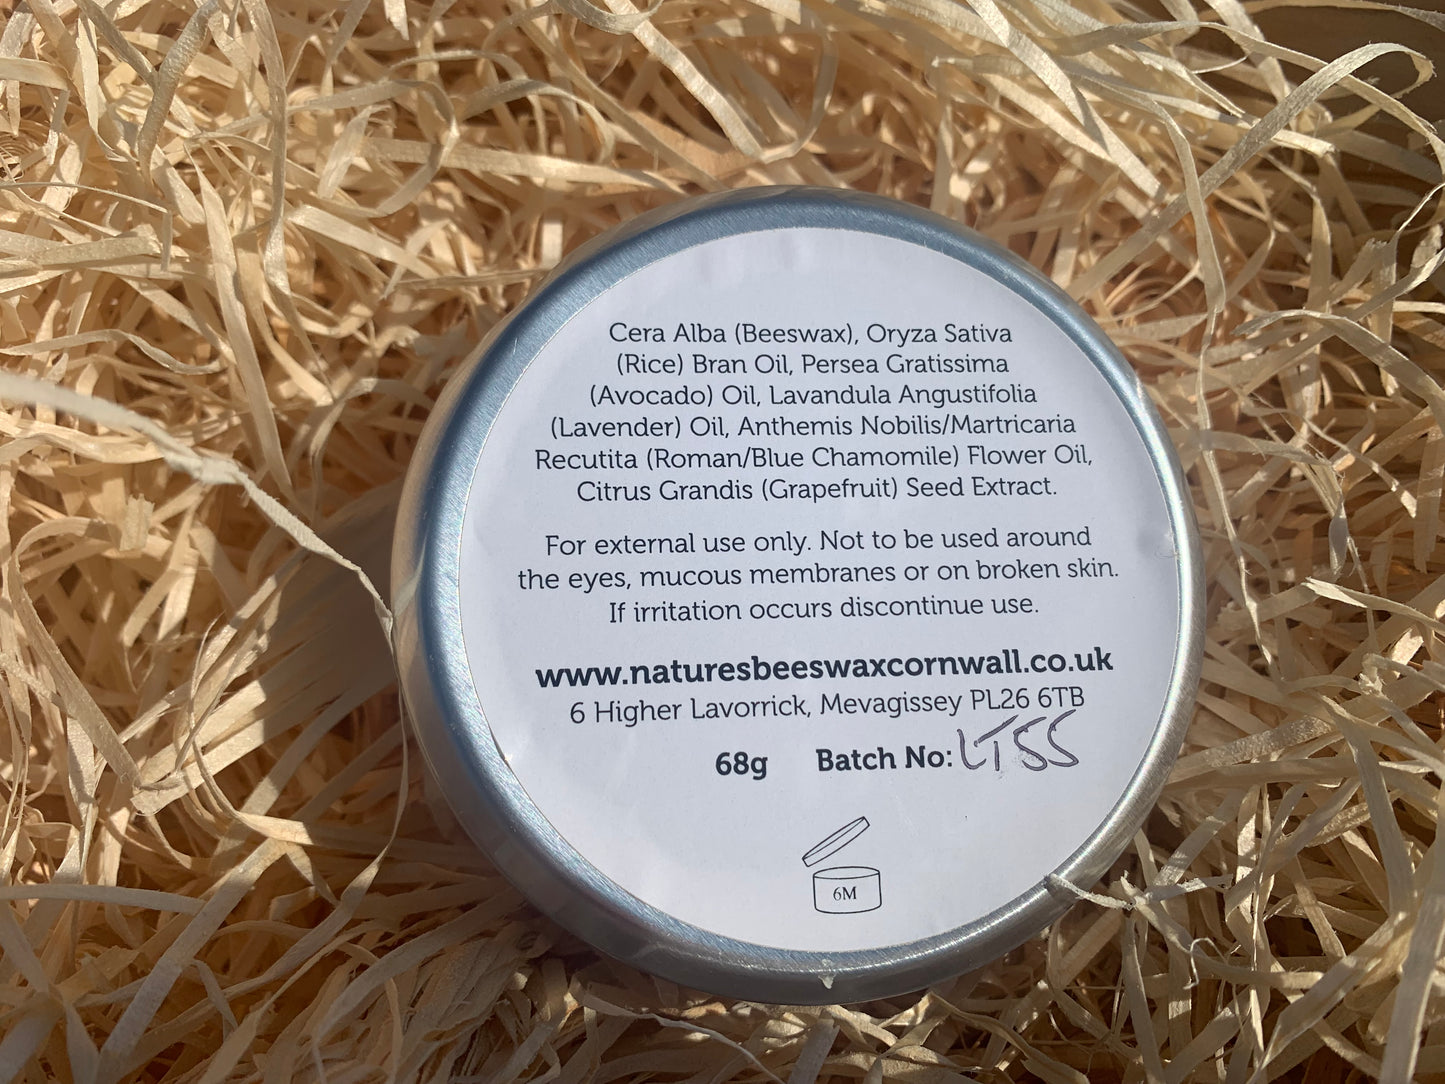 Cera Alba (Beeswax), Oryza Sativa
(Rice) Bran Oil, Persea Gratissima
(Avocado) Oil, Lavandula Angustifolia
(Lavender) Oil, Anthemis Nobilis/Martricaria
Recutita (Roman/Blue Chamomile) Flower Oil,
Citrus Grandis (Grapefruit) Seed Extract.
For external use only. Not to be used around
the eyes, mucous membranes or on broken skin.
If irritation occurs discontinue use.
www.naturesbeeswaxcornwall.co.uk
6 Higher Lavorrick, Mevagissey PL26 6TB
68g Batch No: LTSS
6M